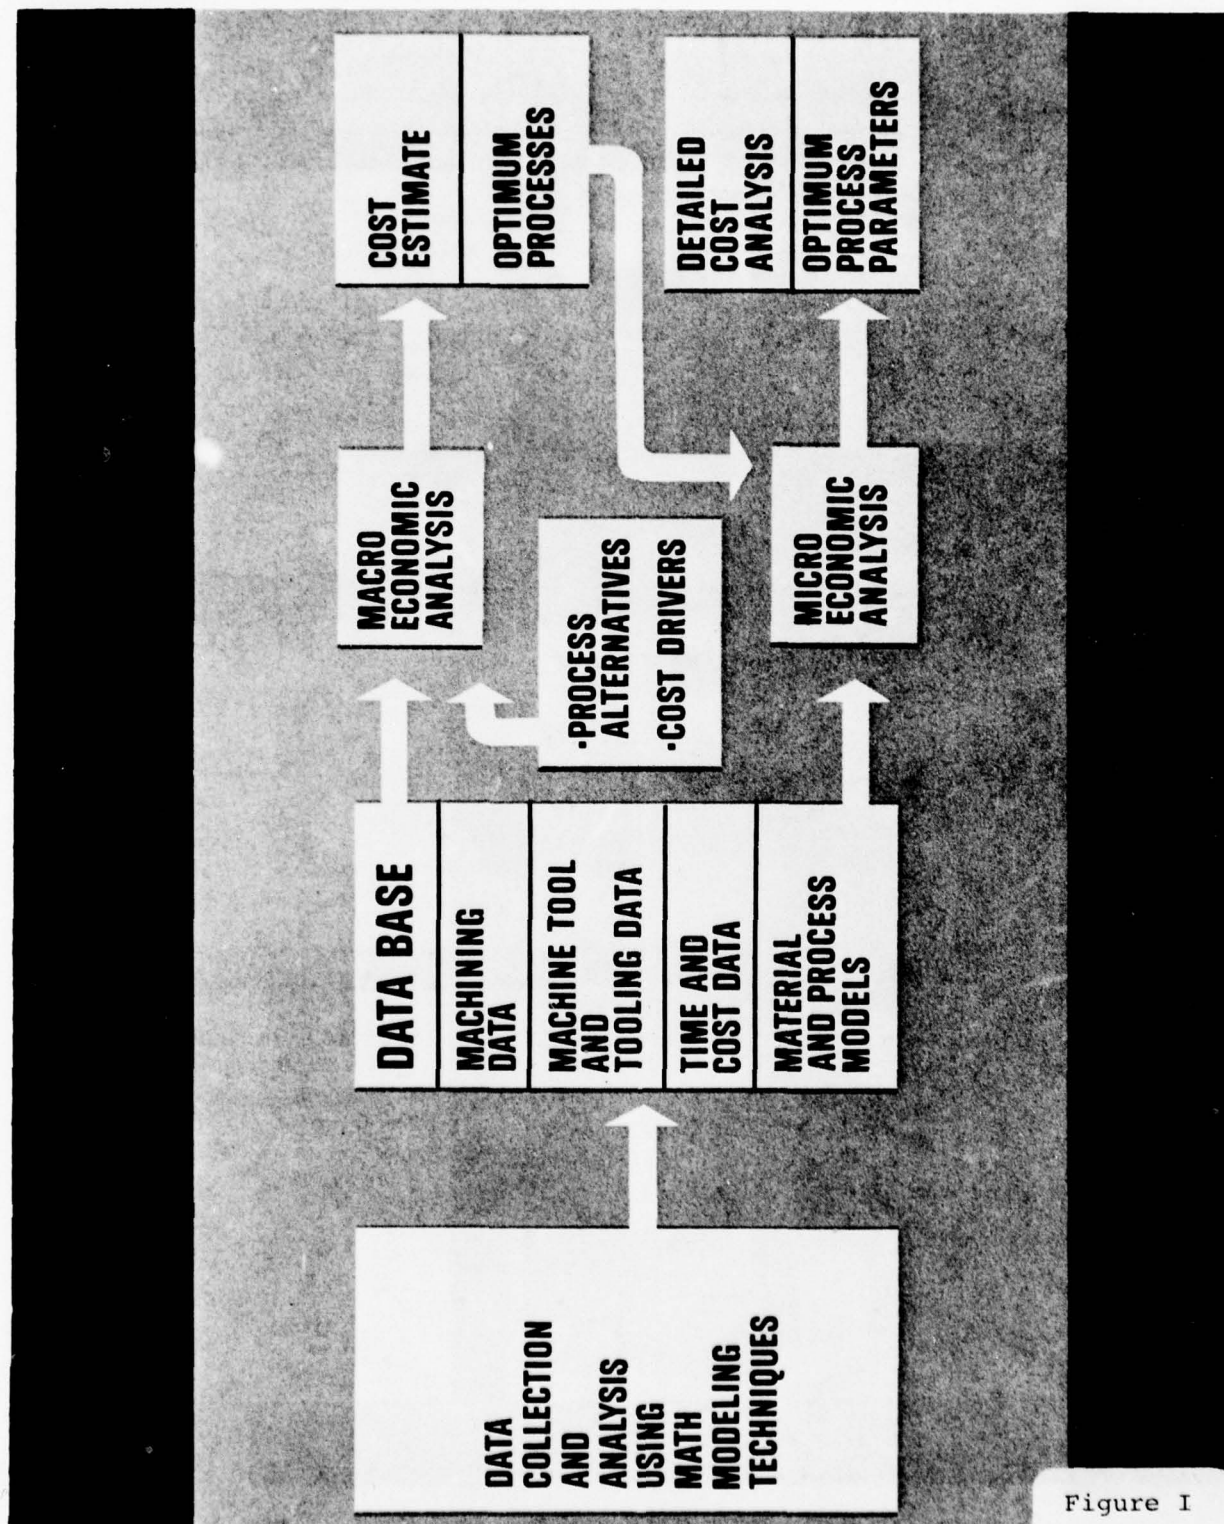 DATA
COLLECTION
AND
ANALYSIS
USING
MATH
MODELING
TECHNIQUES
DATA BASE
MACHINING
DATA
MACHINE TOOL
AND
TOOLING DATA
TIME AND
COST DATA
MATERIAL
AND PROCESS
MODELS
•PROCESS
ALTERNATIVES
•COST DRIVERS
MACRO
ECONOMIC
ANALYSIS
MICRO
ECONOMIC
ANALYSIS
COST
ESTIMATE
OPTIMUM
PROCESSES
DETAILED
COST
ANALYSIS
OPTIMUM
PROCESS
PARAMETERS
Figure I